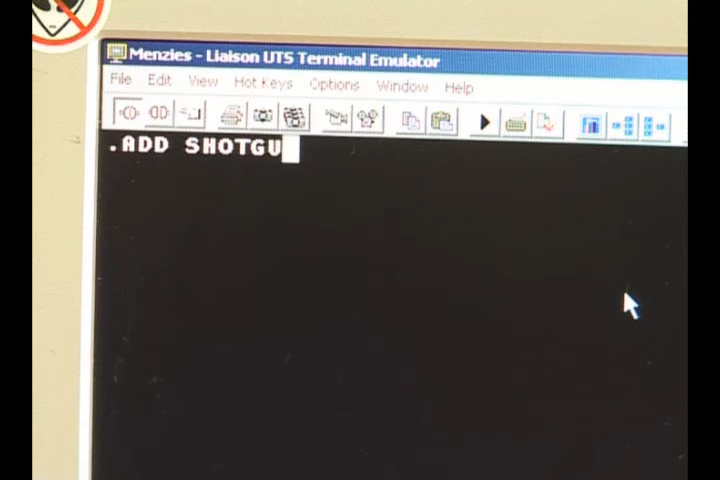 Menzies - Liaison UTS Terminal Emulator
File Edit View Hot Keys Options Window Help
.ADD SHOTGU